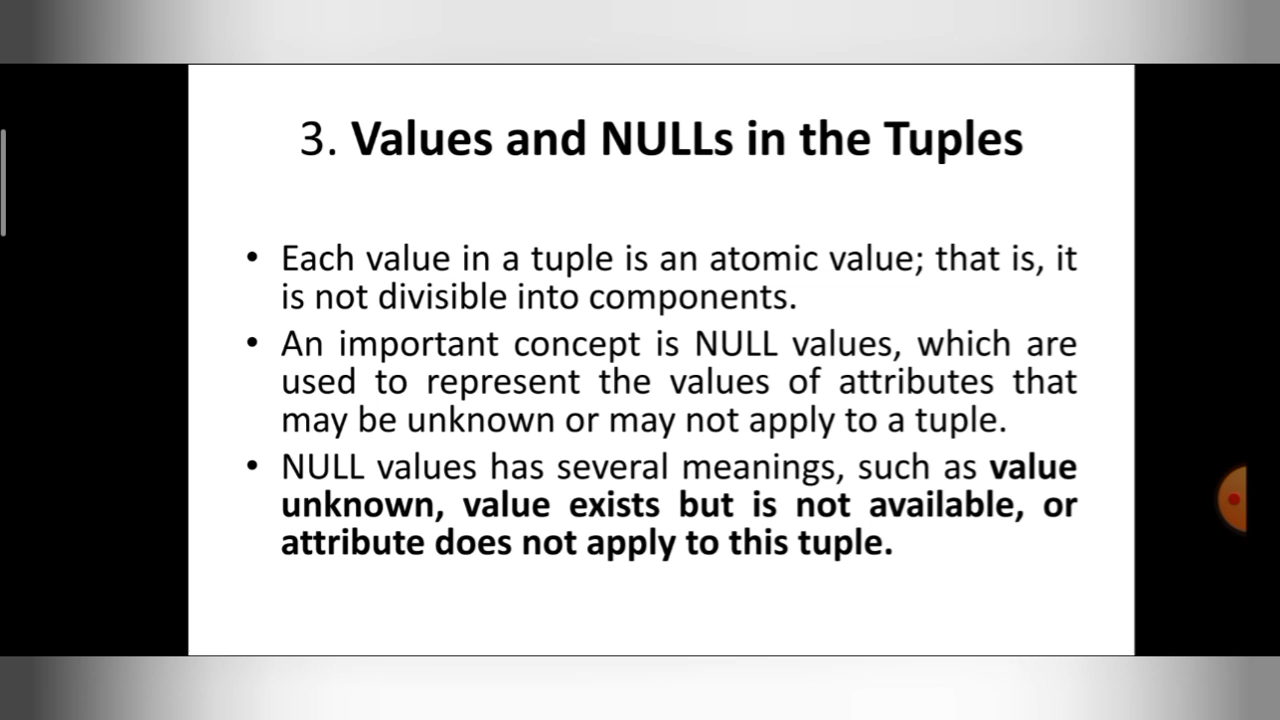 3. Values and NULLs in the Tuples
• Each value in a tuple is an atomic value; that is, it
is not divisible into components.
• An important concept is NULL values, which are
used to represent the values of attributes that
may be unknown or may not apply to a tuple.
• NULL values has several meanings, such as value
unknown, value exists but is not available, or
attribute does not apply to this tuple.